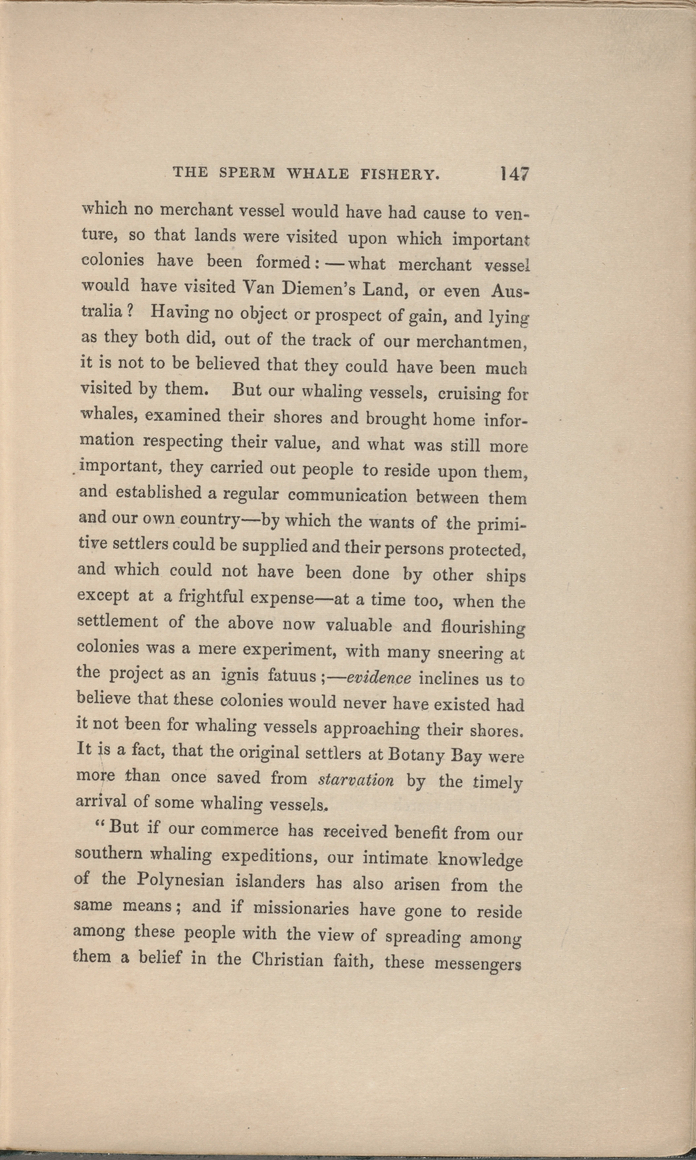 THE SPERM WHALE FISHERY. 147
which no merchant vessel would have had cause to ven-
ture, so that lands were visited upon which important
colonies have been formed: — what merchant vessel
would have visited Van Diemen's Land, or even Aus-
tralia? Having no object or prospect of gain, and lying
as they both did, out of the track of our merchantmen,
it is not to be believed that they could have been much
visited by them. But our whaling vessels, cruising for
whales, examined their shores and brought home infor-
mation respecting their value, and what was still more
important, they carried out people to reside upon them,
and established a regular communication between them
and our own country—by which the wants of the primi-
tive settlers could be supplied and their persons protected,
and which could not have been done by other ships
except at a frightful expense—at a time too, when the
settlement of the above now valuable and flourishing
colonies was a mere experiment, with many sneering at
the project as an ignis fatuus;—evidence inclines us to
believe that these colonies would never have existed had
it not been for whaling vessels approaching their shores.
It is a fact, that the original settlers at Botany Bay were
more than once saved from starvation by the timely
arrival of some whaling vessels.
"But if our commerce has received benefit from our
southern whaling expeditions, our intimate knowledge
of the Polynesian islanders has also arisen from the
same means; and if missionaries have gone to reside
among these people with the view of spreading among
them a belief in the Christian faith, these messengers